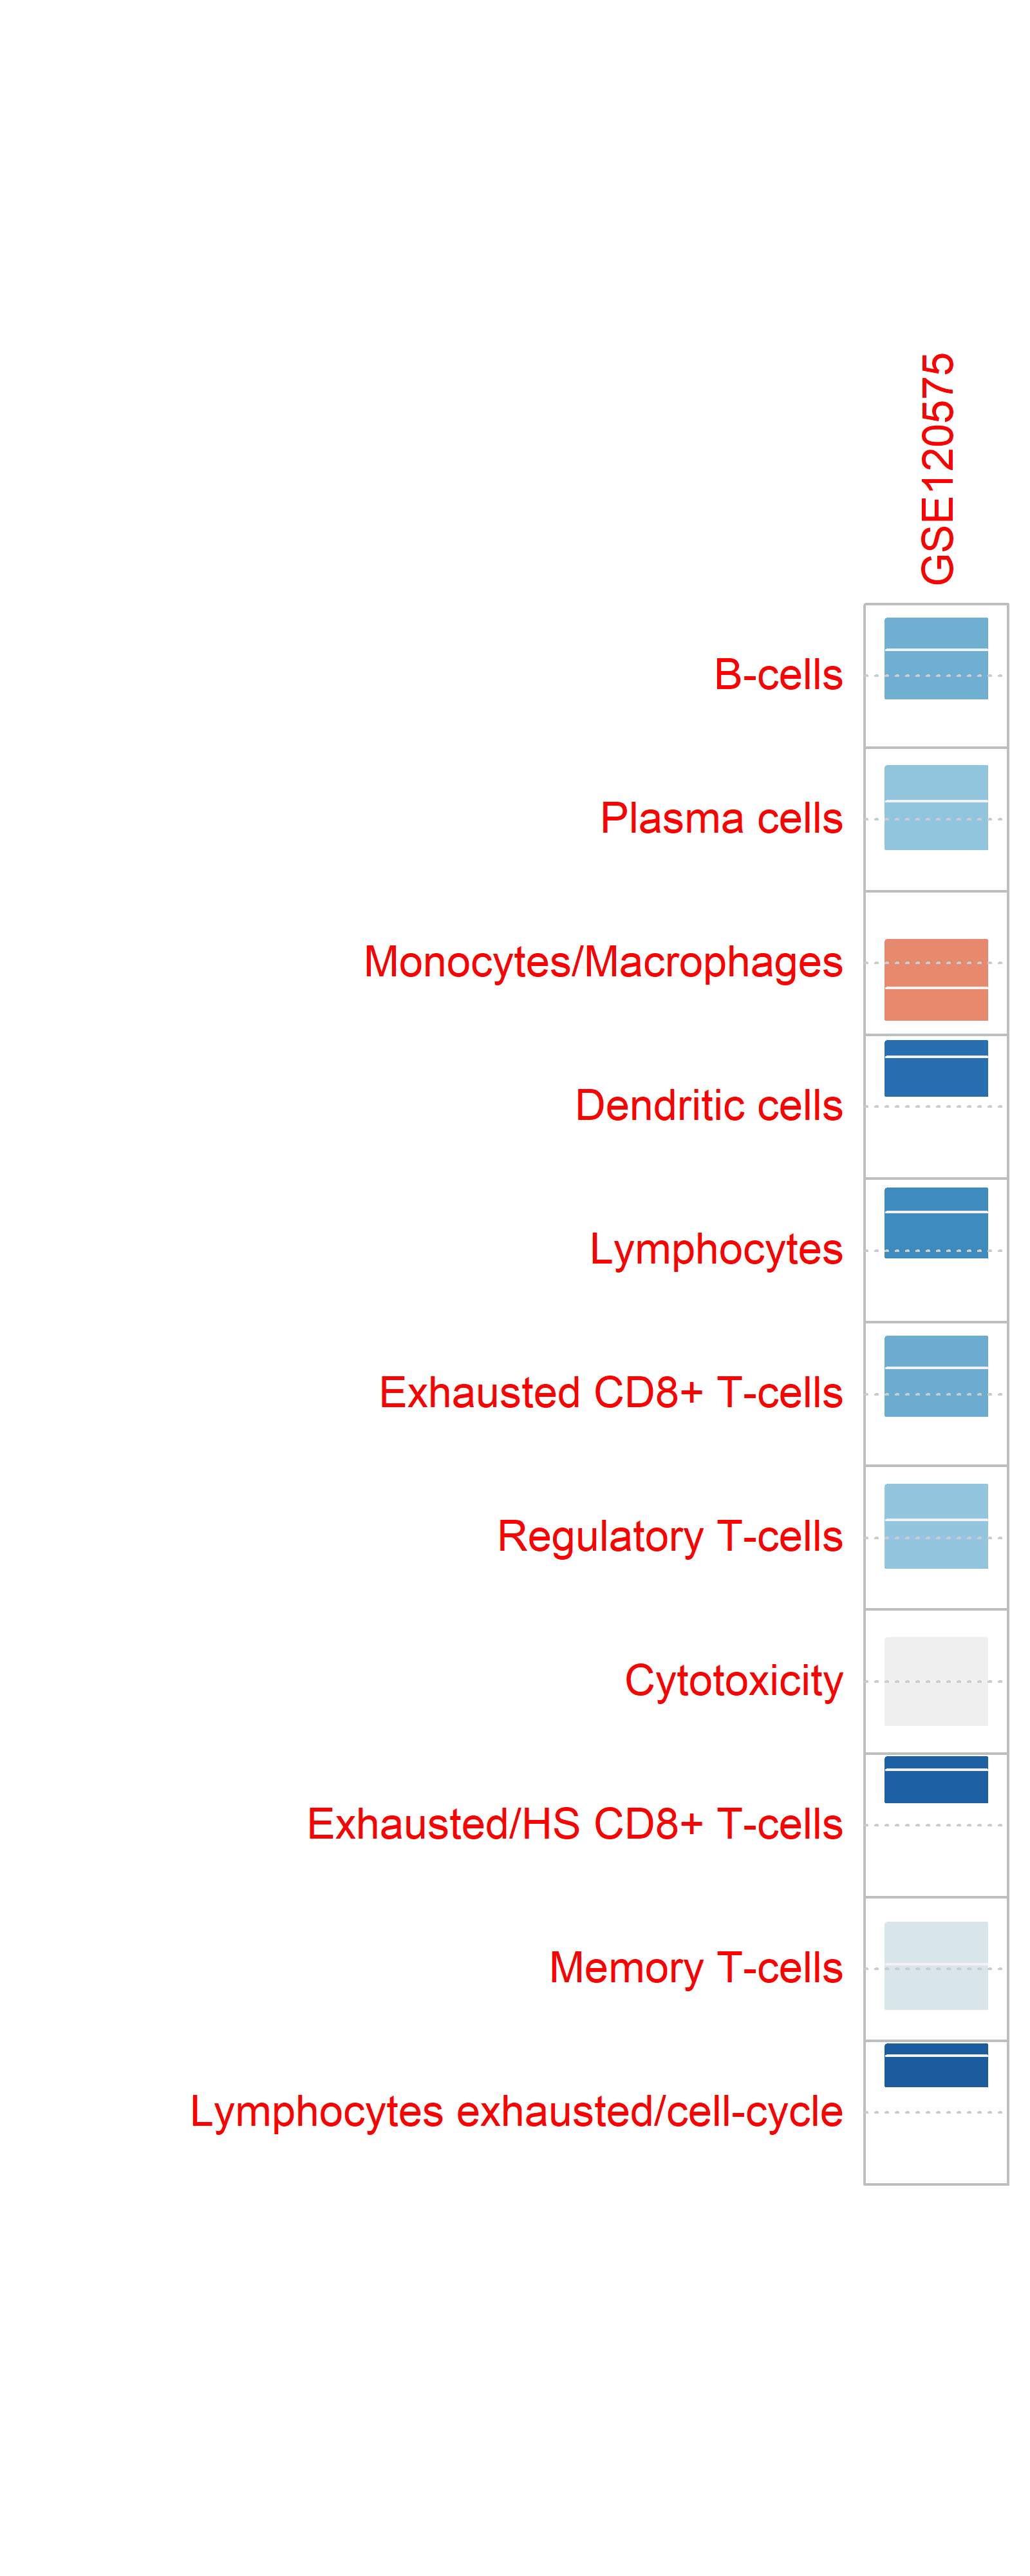 GSE120575
B-cells
Plasma cells
Monocytes/Macrophages
Dendritic cells
Lymphocytes
Exhausted CD8+ T-cells
Regulatory T-cells
Cytotoxicity
Exhausted/HS CD8+ T-cells
Memory T-cells
Lymphocytes exhausted/cell-cycle